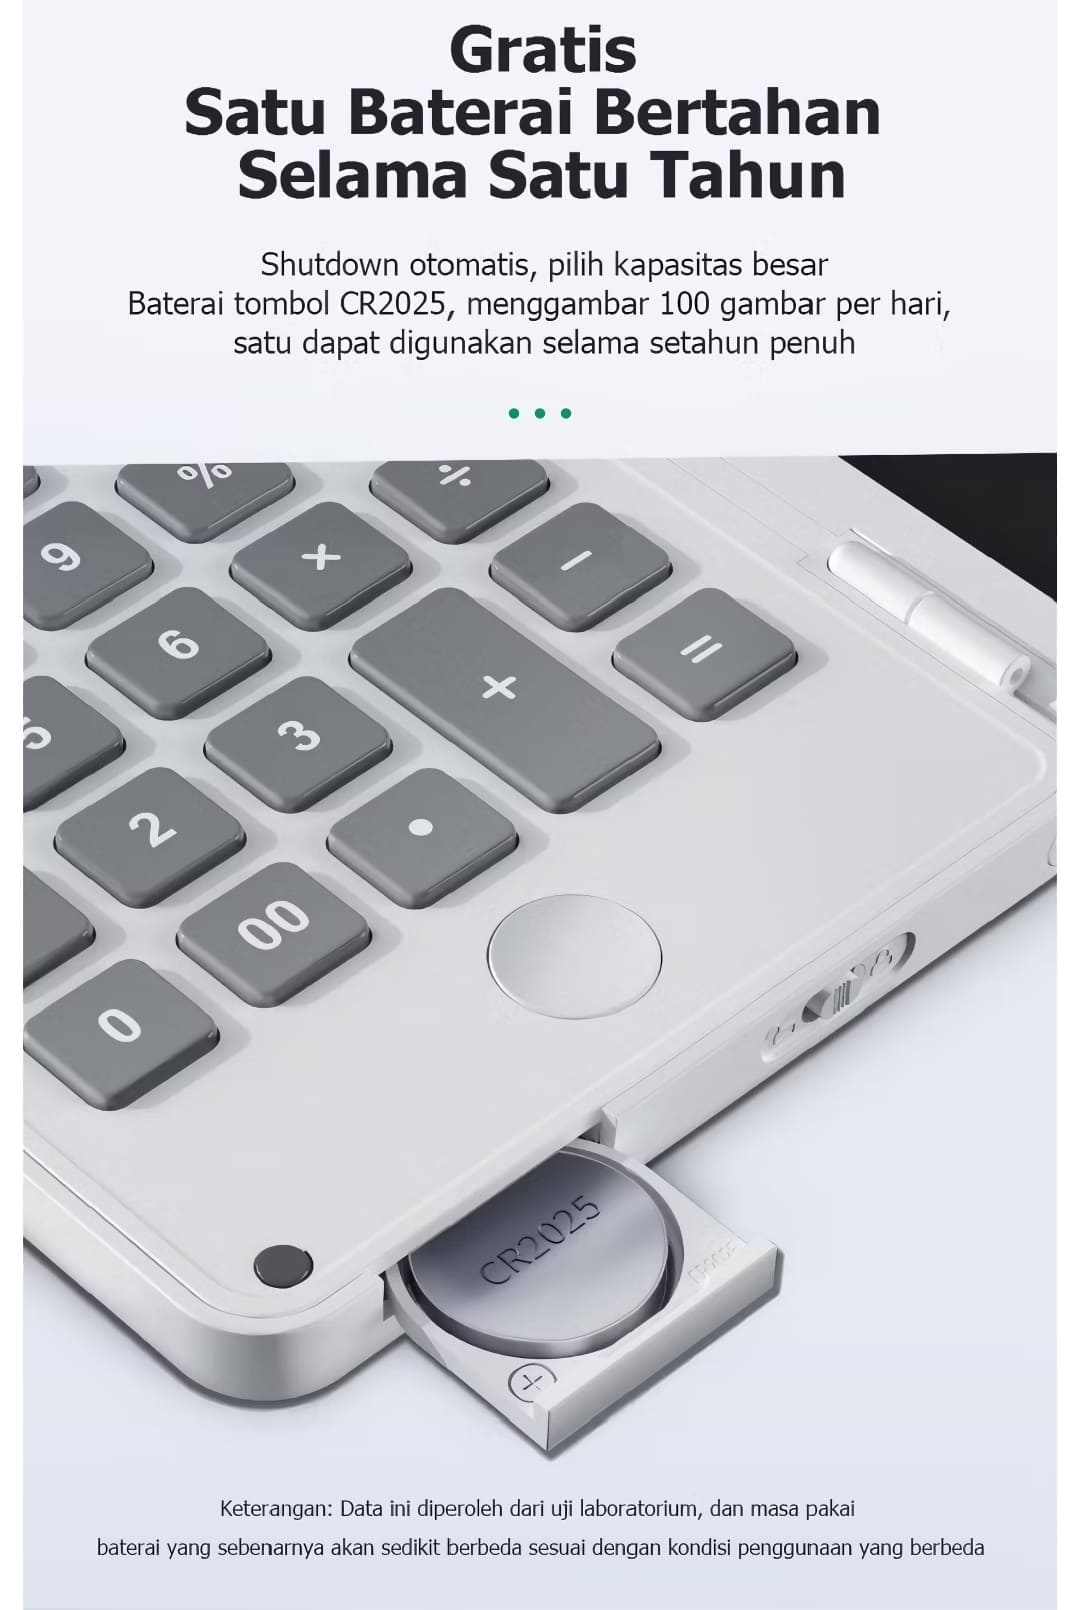 Gratis
Satu Baterai Bertahan
Selama Satu Tahun
Shutdown otomatis, pilih kapasitas besar
Baterai tombol CR2025, menggambar 100 gambar per hari,
satu dapat digunakan selama setahun penuh
% ÷
9 × −
6 + =
5 3
2 •
00
0
CR2025
+
Keterangan: Data ini diperoleh dari uji laboratorium, dan masa pakai
baterai yang sebenarnya akan sedikit berbeda sesuai dengan kondisi penggunaan yang berbeda